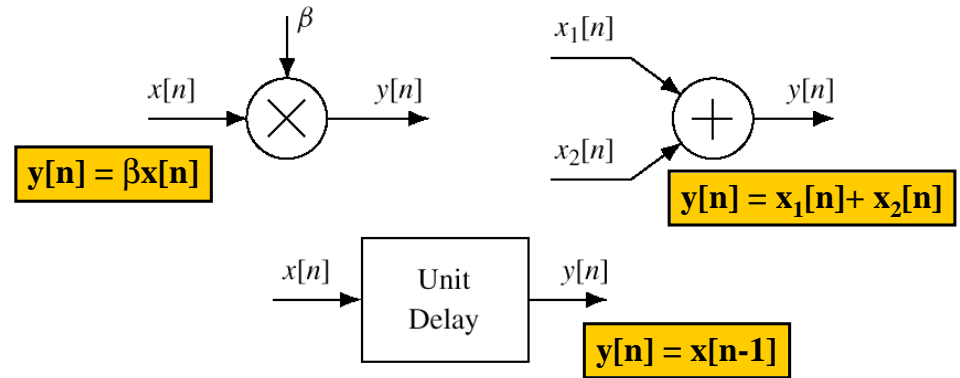 β
x[n]
y[n]
y[n] = βx[n]
x₁[n]
x₂[n]
y[n]
y[n] = x₁[n]+ x₂[n]
x[n]
Unit
Delay
y[n]
y[n] = x[n-1]